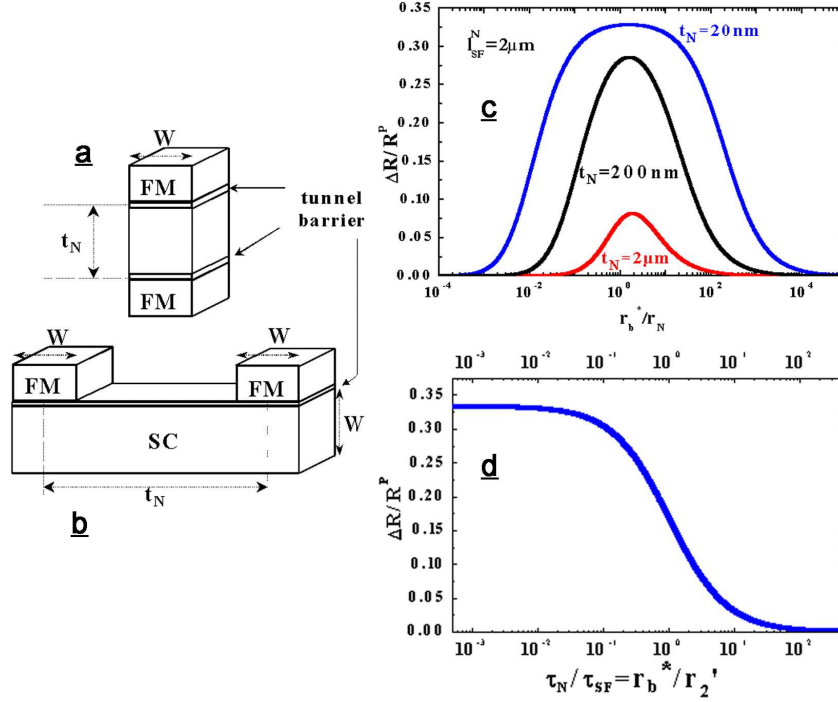 a
W
FM
t_N
FM
tunnel
barrier
W
FM
W
FM
W
SC
t_N
b
0.35
0.30
0.25
0.20
0.15
0.10
0.05
0.00
ΔR/R^P
l_SF^N=2μm
t_N=20nm
c
t_N=200nm
t_N=2μm
10^-4 10^-2 10^0 10^2 10^4
r_b^*/r_N
10^-3 10^-2 10^-1 10^0 10^1 10^2
0.35
0.30
0.25
0.20
0.15
0.10
0.05
0.00
ΔR/R^P
d
10^-3 10^-2 10^-1 10^0 10^1 10^2
τ_N/τ_SF=r_b^*/r_2'